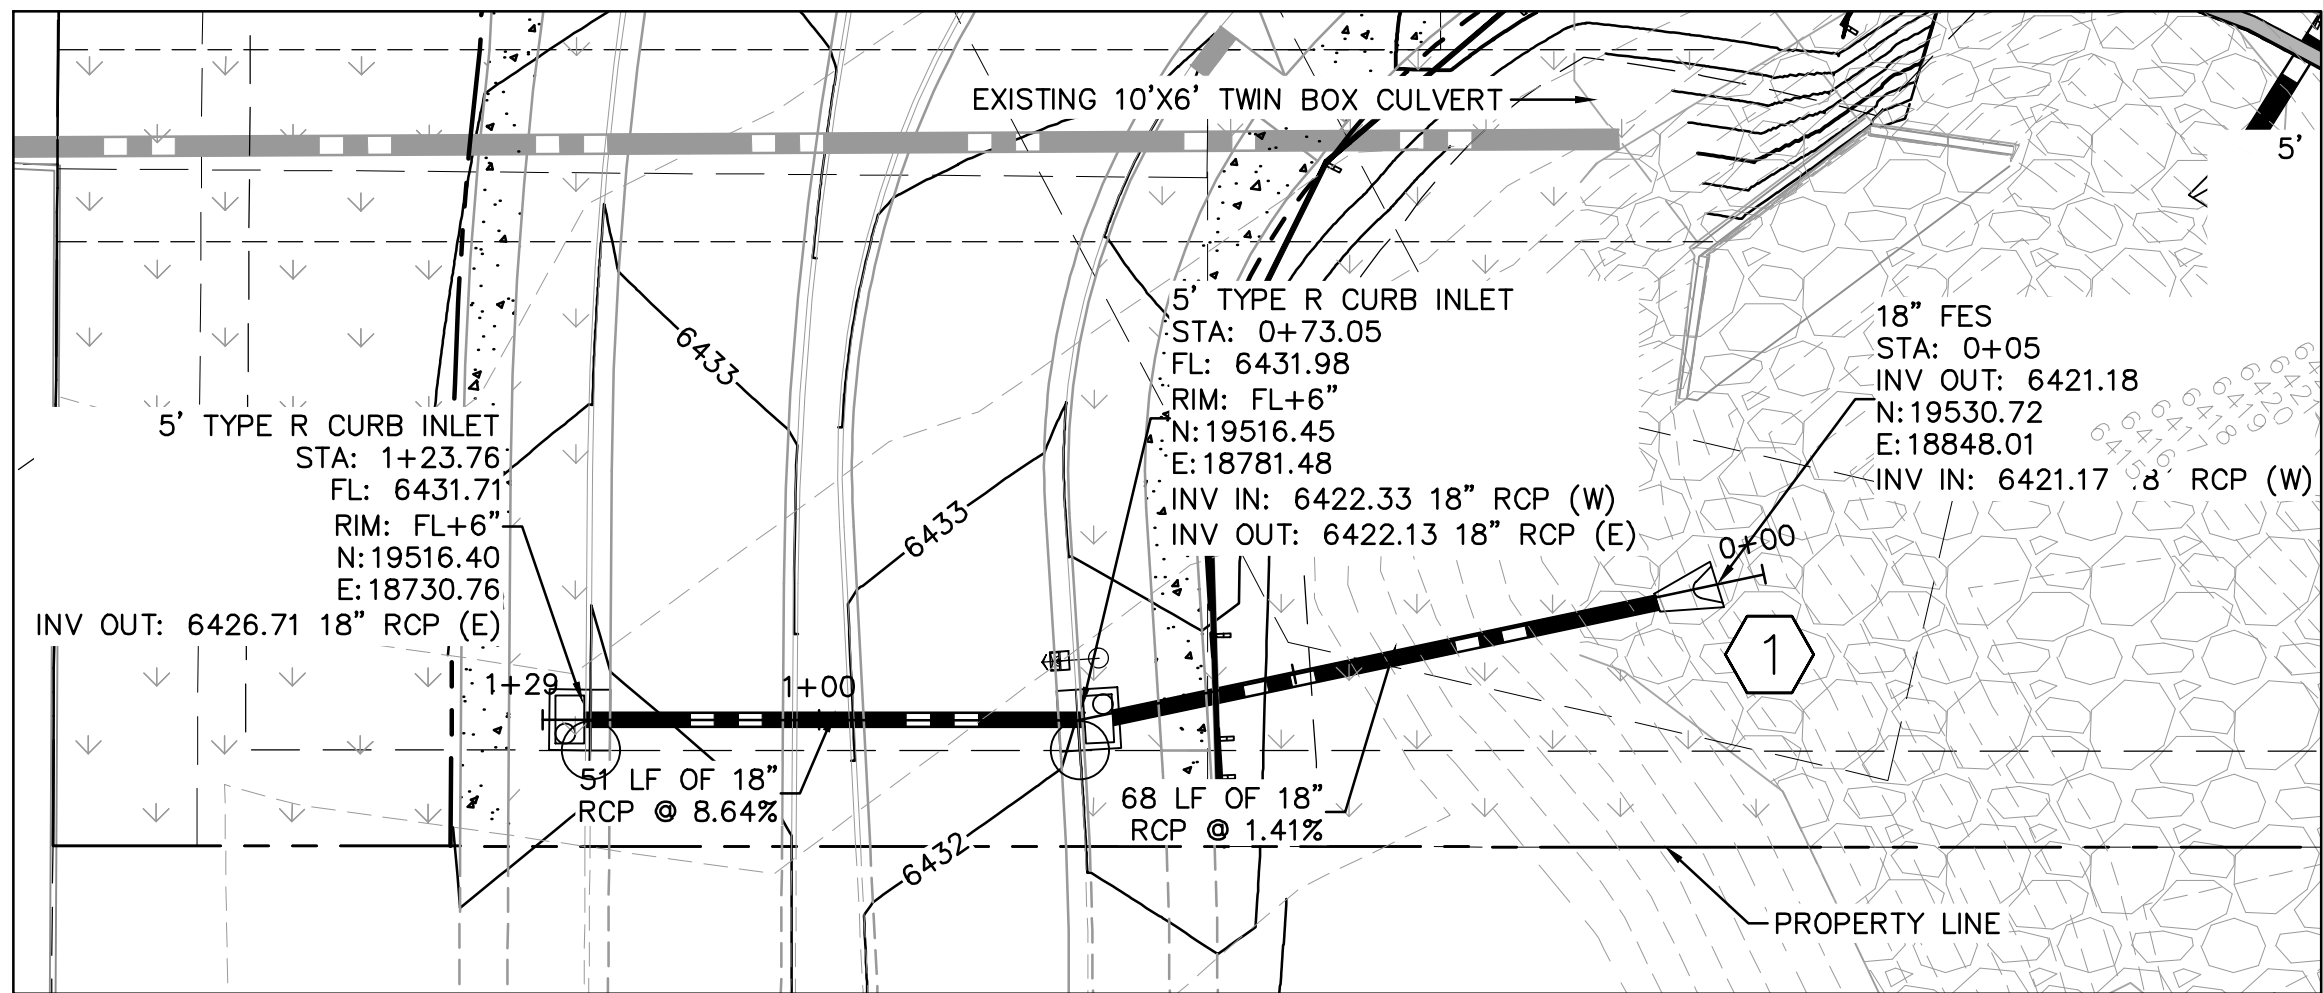 EXISTING 10'X6' TWIN BOX CULVERT
5'
5' TYPE R CURB INLET
STA: 0+73.05
FL: 6431.98
RIM: FL+6"
N:19516.45
E:18781.48
INV IN: 6422.33 18" RCP (W)
INV OUT: 6422.13 18" RCP (E)
18" FES
STA: 0+05
INV OUT: 6421.18
N:19530.72
E:18848.01
INV IN: 6421.17 8" RCP (W)
5' TYPE R CURB INLET
STA: 1+23.76
FL: 6431.71
RIM: FL+6"
N:19516.40
E:18730.76
INV OUT: 6426.71 18" RCP (E)
6433
6433
6432
0+00
1
1+29
1+00
51 LF OF 18"
RCP @ 8.64%
68 LF OF 18"
RCP @ 1.41%
PROPERTY LINE